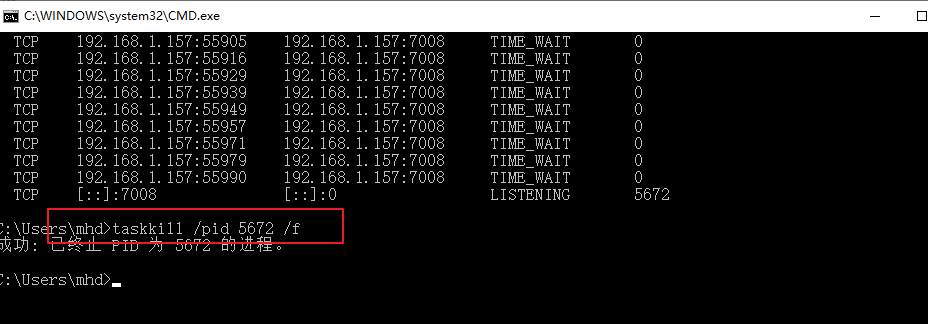 C:\WINDOWS\system32\CMD.exe
TCP 192.168.1.157:55905 192.168.1.157:7008 TIME_WAIT 0
TCP 192.168.1.157:55916 192.168.1.157:7008 TIME_WAIT 0
TCP 192.168.1.157:55929 192.168.1.157:7008 TIME_WAIT 0
TCP 192.168.1.157:55939 192.168.1.157:7008 TIME_WAIT 0
TCP 192.168.1.157:55949 192.168.1.157:7008 TIME_WAIT 0
TCP 192.168.1.157:55957 192.168.1.157:7008 TIME_WAIT 0
TCP 192.168.1.157:55971 192.168.1.157:7008 TIME_WAIT 0
TCP 192.168.1.157:55979 192.168.1.157:7008 TIME_WAIT 0
TCP 192.168.1.157:55990 192.168.1.157:7008 TIME_WAIT 0
TCP [::]:7008 [::]:0 LISTENING 5672
C:\Users\mhd>taskkill /pid 5672 /f
成功: 已终止 PID 为 5672 的进程。
C:\Users\mhd>